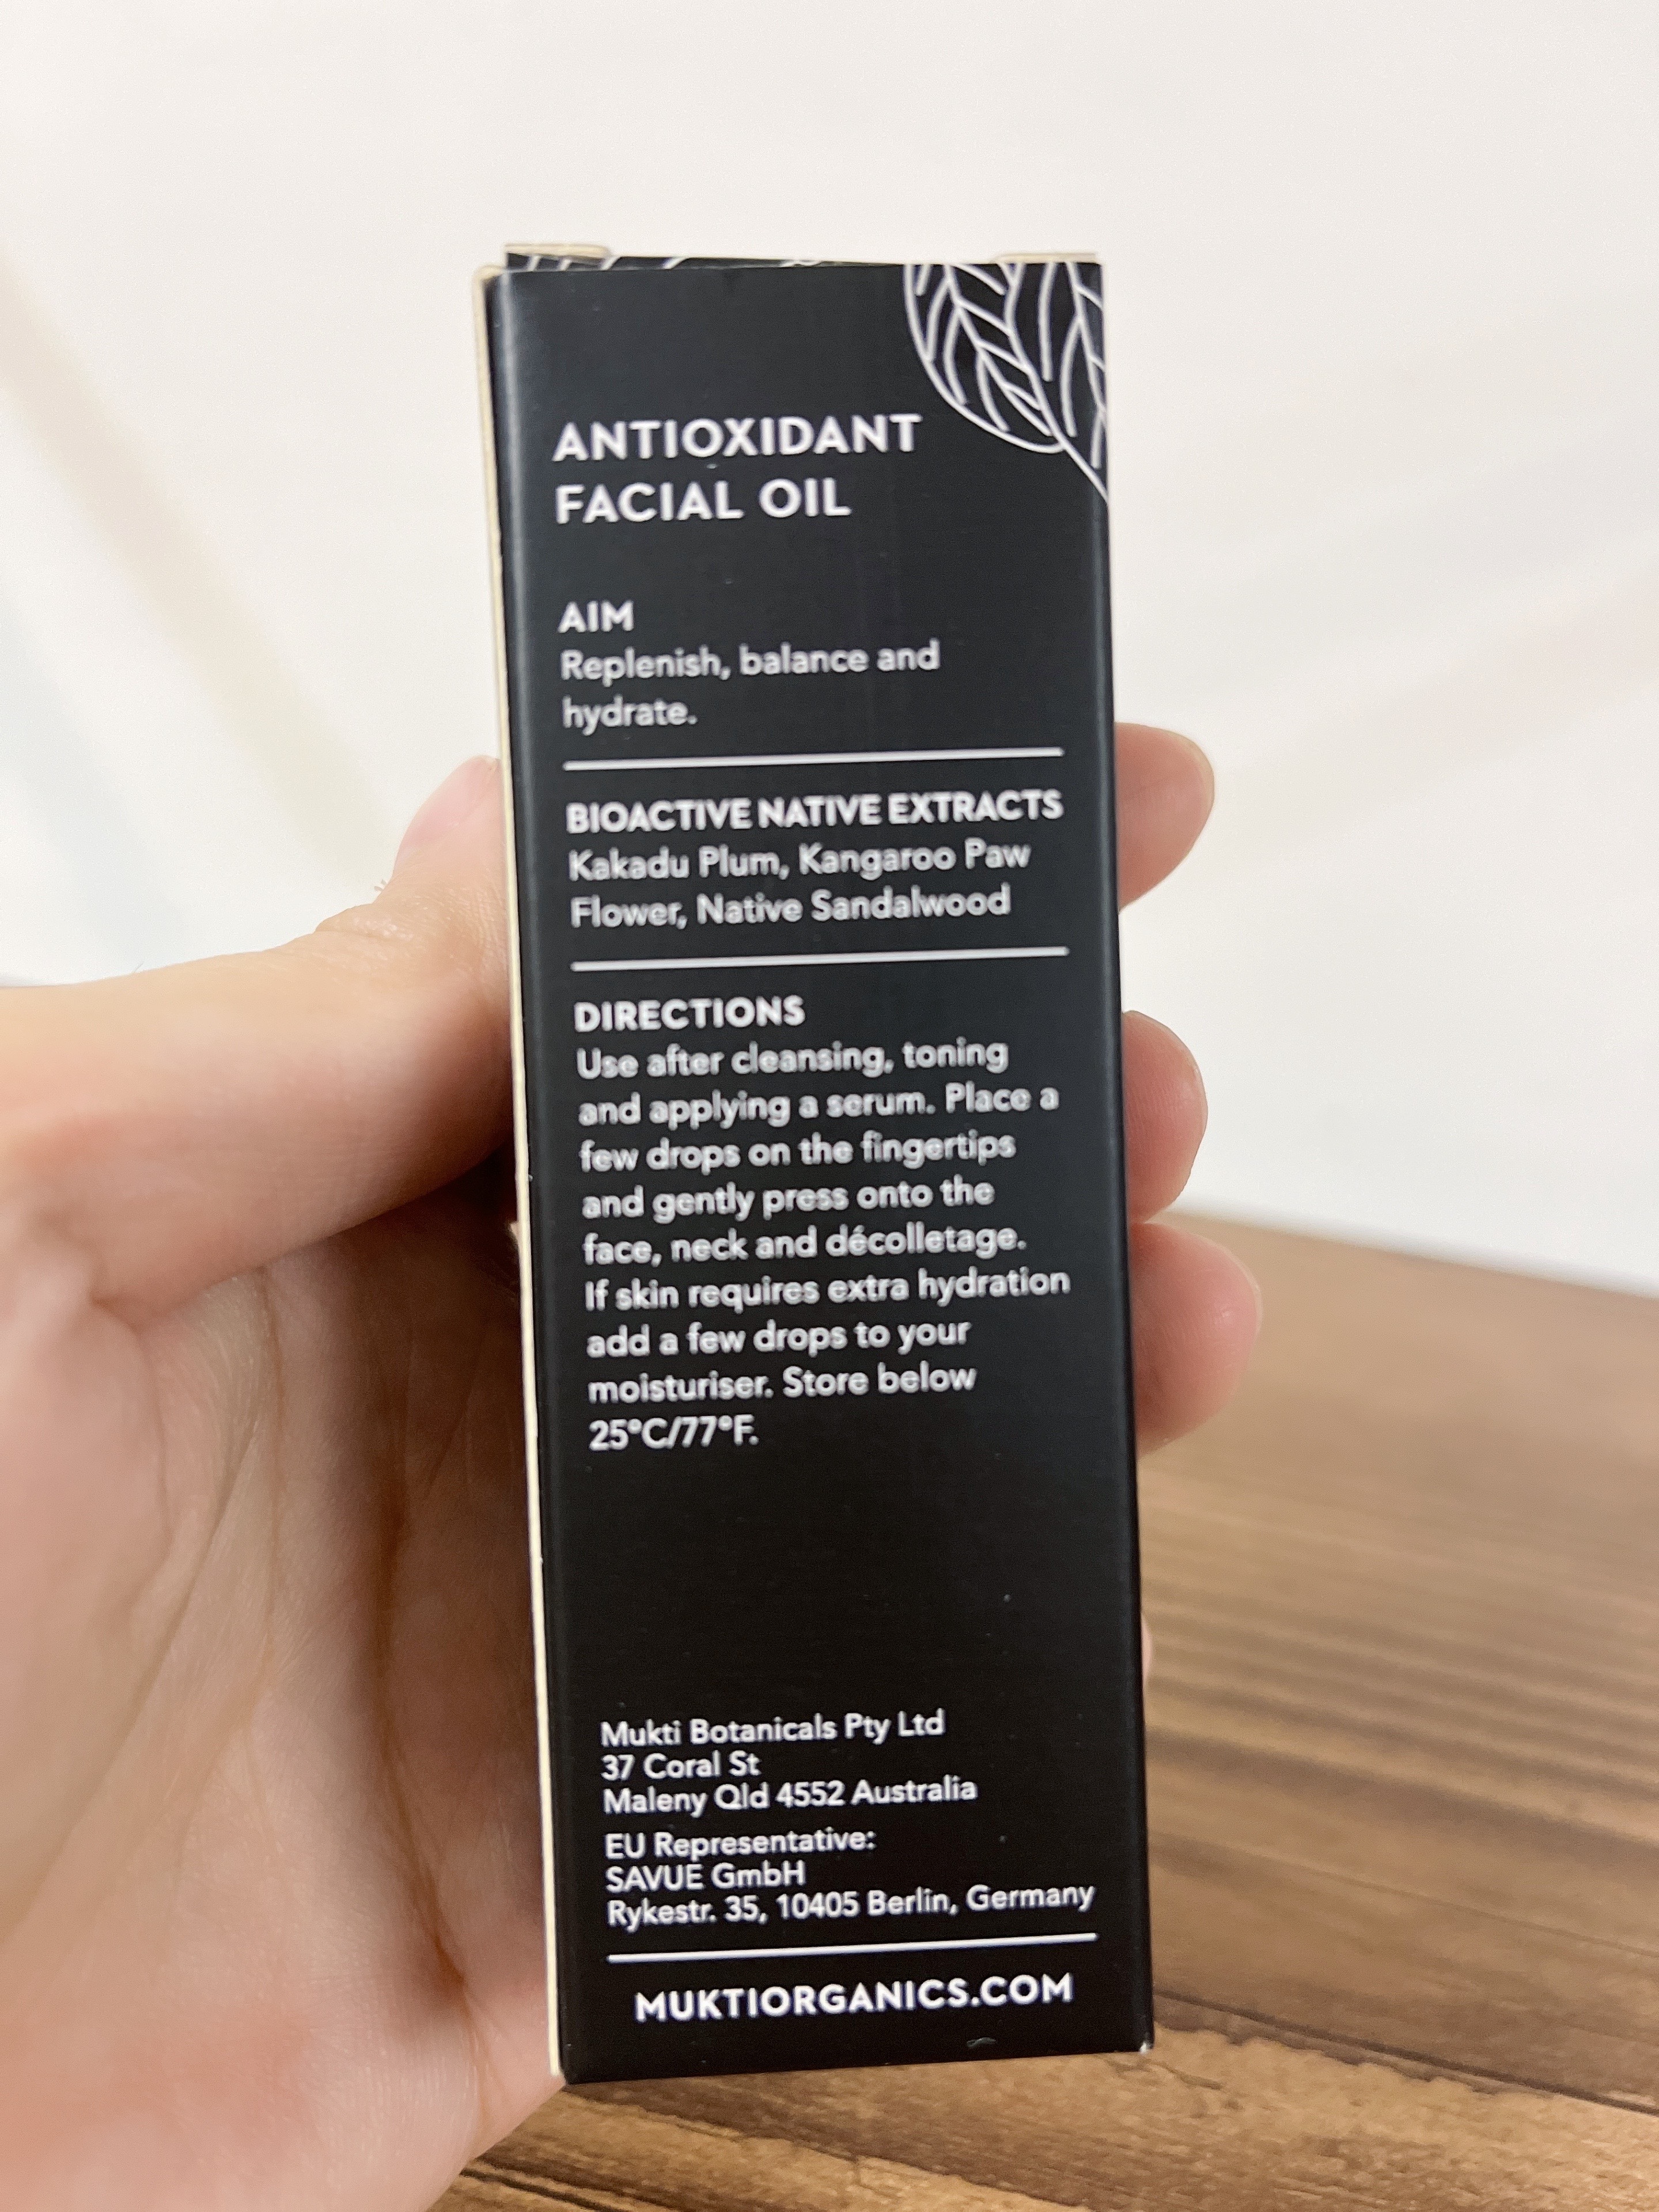 ANTIOXIDANT
FACIAL OIL
AIM
Replenish, balance and
hydrate.
BIOACTIVE NATIVE EXTRACTS
Kakadu Plum, Kangaroo Paw
Flower, Native Sandalwood
DIRECTIONS
Use after cleansing, toning
and applying a serum. Place a
few drops on the fingertips
and gently press onto the
face, neck and décolletage.
If skin requires extra hydration
add a few drops to your
moisturiser. Store below
25°C/77°F.
Mukti Botanicals Pty Ltd
37 Coral St
Maleny Qld 4552 Australia
EU Representative:
SAVUE GmbH
Rykestr. 35, 10405 Berlin, Germany
MUKTIORGANICS.COM